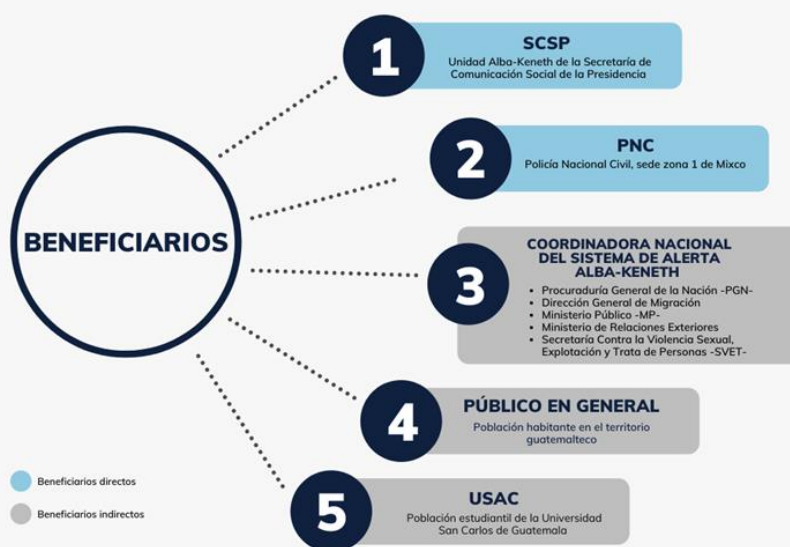 1
SCSP
Unidad Alba-Keneth de la Secretaría de
Comunicación Social de la Presidencia
2
PNC
Policía Nacional Civil, sede zona 1 de Mixco
BENEFICIARIOS
3
COORDINADORA NACIONAL
DEL SISTEMA DE ALERTA
ALBA-KENETH
• Procuraduría General de la Nación -PGN-
• Dirección General de Migración
• Ministerio Público -MP-
• Ministerio de Relaciones Exteriores
• Secretaría Contra la Violencia Sexual,
Explotación y Trata de Personas -SVET-
4
PÚBLICO EN GENERAL
Población habitante en el territorio
guatemalteco
5
USAC
Población estudiantil de la Universidad
San Carlos de Guatemala
Beneficiarios directos
Beneficiarios indirectos